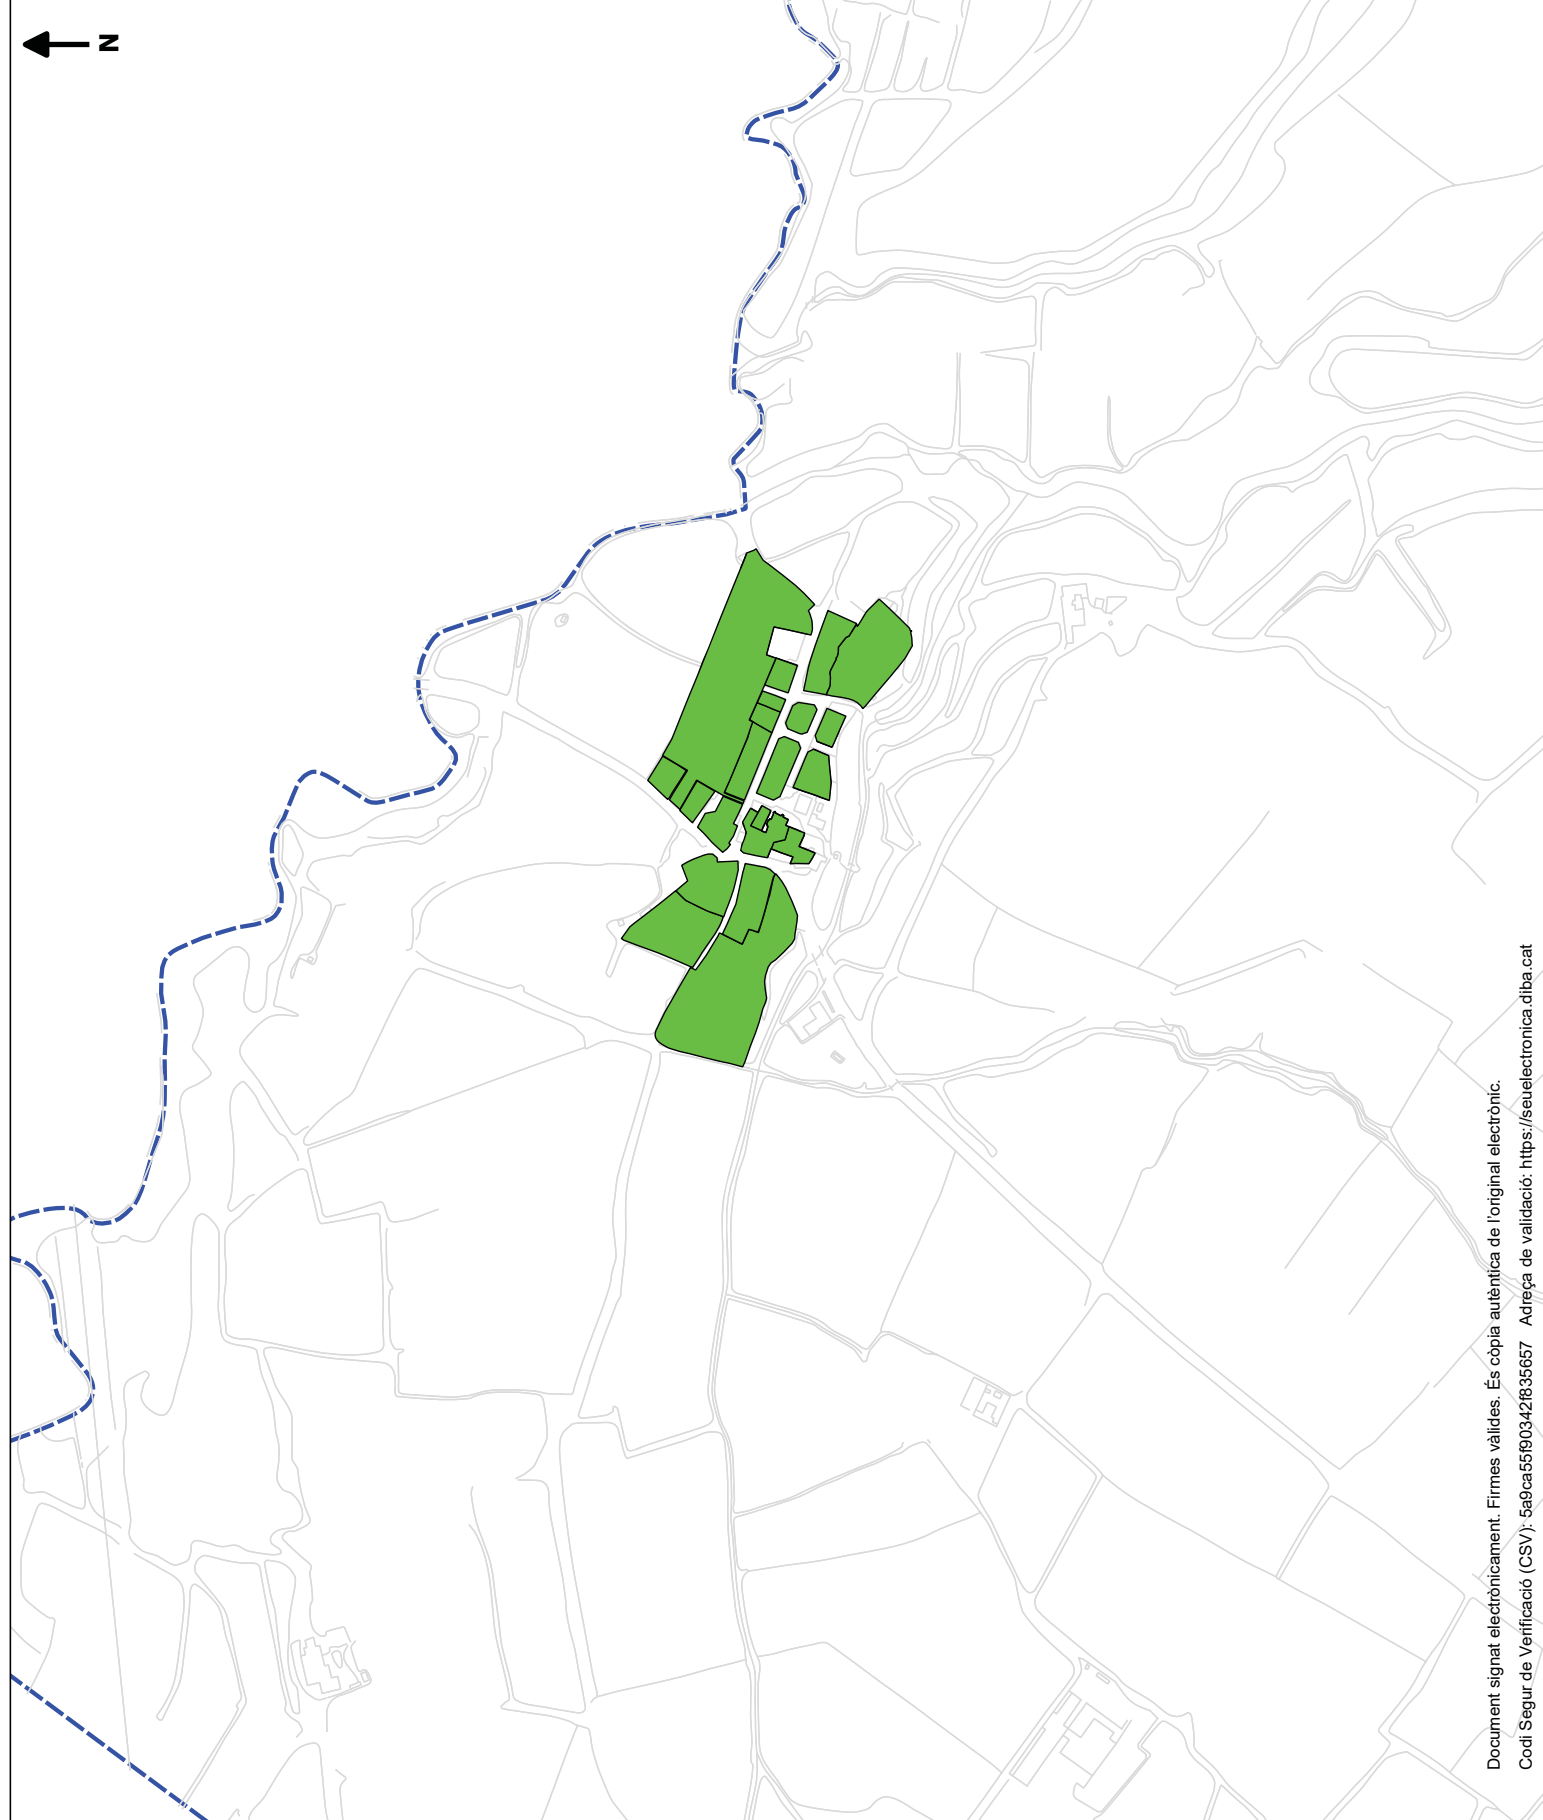 N
Document signat electrònicament. Firmes vàlides. És còpia autèntica de l'original electrònic.
Codi Segur de Verificació (CSV): 5a9ca55f90342f835657 Adreça de validació: https://seuelectronica.diba.cat